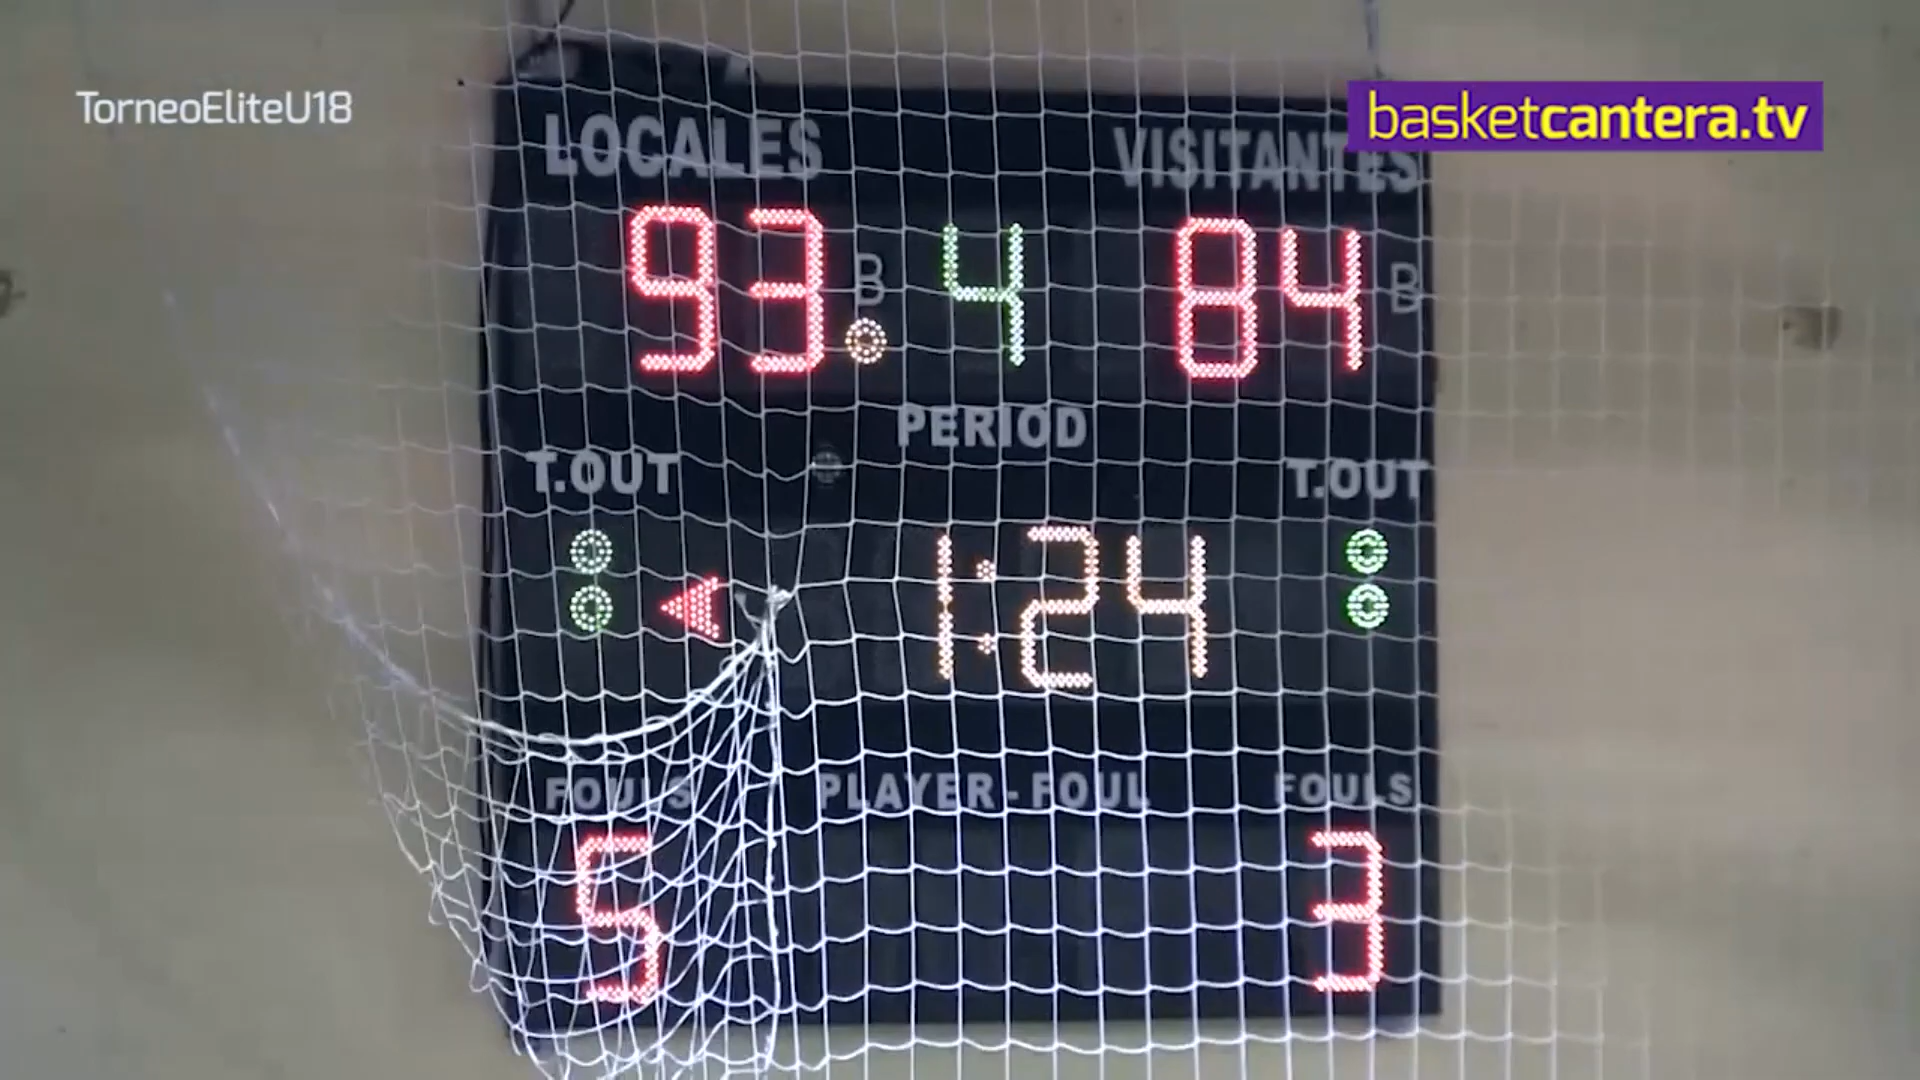 TorneoEliteU18
basketcantera.tv
LOCALES VISITANTES
93 B 4 84 B
PERIOD
T.OUT T.OUT
1:24
FOULS PLAYER-FOUL FOULS
5 3